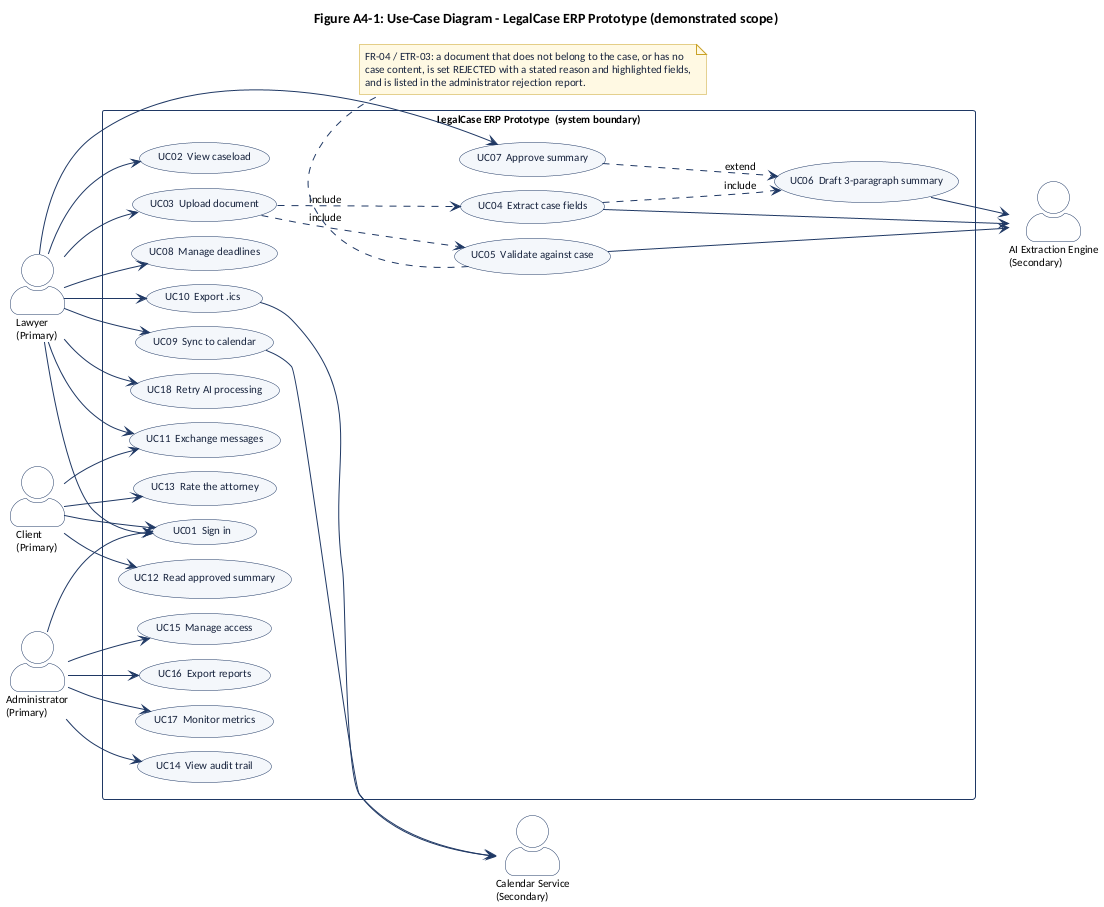 Figure A4-1: Use-Case Diagram - LegalCase ERP Prototype (demonstrated scope)
FR-04 / ETR-03: a document that does not belong to the case, or has no
case content, is set REJECTED with a stated reason and highlighted fields,
and is listed in the administrator rejection report.
LegalCase ERP Prototype (system boundary)
UC02 View caseload
UC07 Approve summary
extend
UC06 Draft 3-paragraph summary
include
UC03 Upload document
include
UC04 Extract case fields
include
UC05 Validate against case
AI Extraction Engine
(Secondary)
UC08 Manage deadlines
UC10 Export .ics
Lawyer
(Primary)
UC09 Sync to calendar
UC18 Retry AI processing
UC11 Exchange messages
UC13 Rate the attorney
Client
(Primary)
UC01 Sign in
UC12 Read approved summary
UC15 Manage access
UC16 Export reports
Administrator
(Primary)
UC17 Monitor metrics
UC14 View audit trail
Calendar Service
(Secondary)